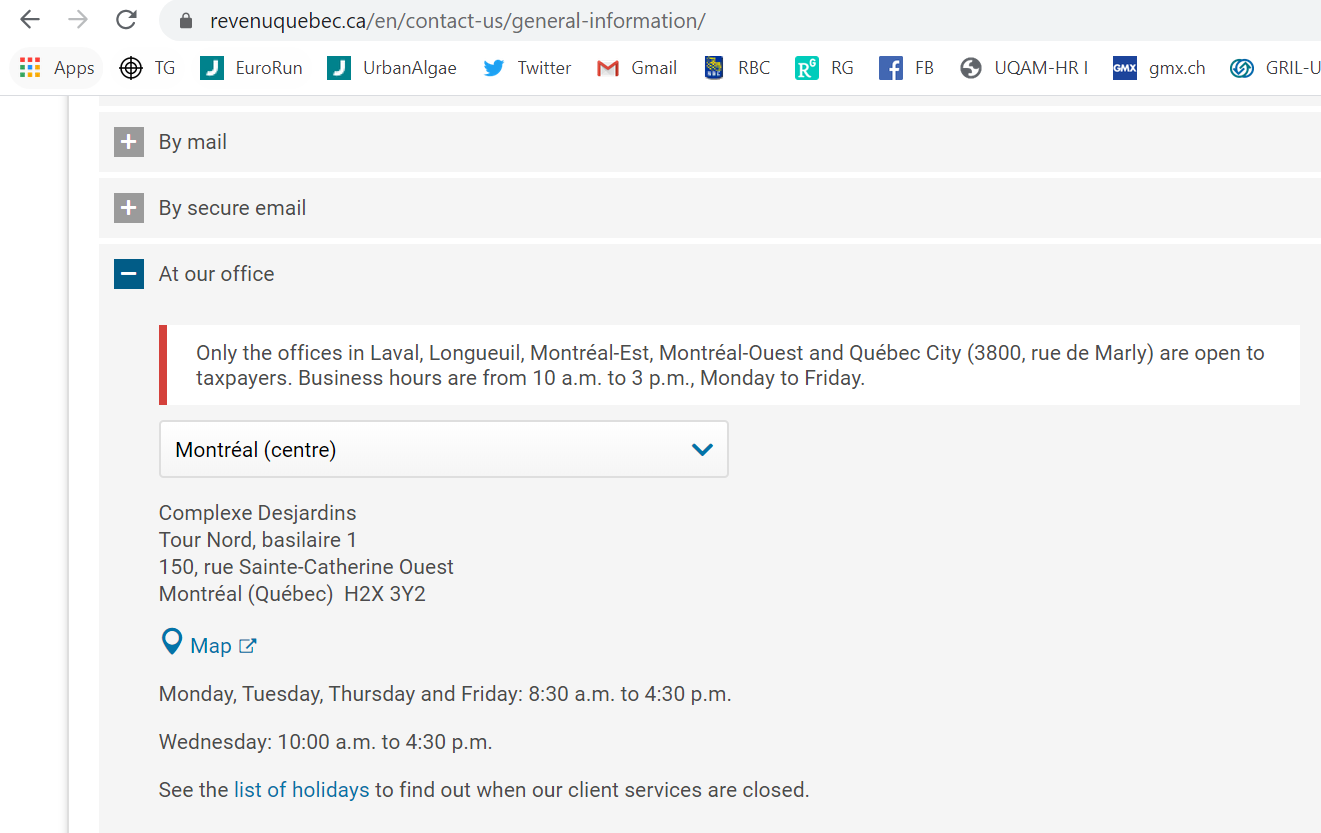 revenuquebec.ca/en/contact-us/general-information/
Apps TG EuroRun UrbanAlgae Twitter Gmail RBC RG FB UQAM-HR I GMX gmx.ch GRIL-U
By mail
By secure email
At our office
Only the offices in Laval, Longueuil, Montréal-Est, Montréal-Ouest and Québec City (3800, rue de Marly) are open to
taxpayers. Business hours are from 10 a.m. to 3 p.m., Monday to Friday.
Montréal (centre)
Complexe Desjardins
Tour Nord, basilaire 1
150, rue Sainte-Catherine Ouest
Montréal (Québec)  H2X 3Y2
Map
Monday, Tuesday, Thursday and Friday: 8:30 a.m. to 4:30 p.m.
Wednesday: 10:00 a.m. to 4:30 p.m.
See the list of holidays to find out when our client services are closed.